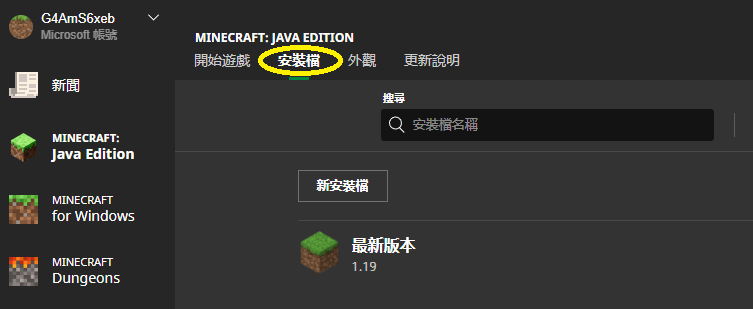 G4AmS6xeb
Microsoft 帳號
新聞
MINECRAFT:
Java Edition
MINECRAFT
for Windows
MINECRAFT
Dungeons
MINECRAFT: JAVA EDITION
開始遊戲 安裝檔 外觀 更新說明
搜尋
安裝檔名稱
新安裝檔
最新版本
1.19